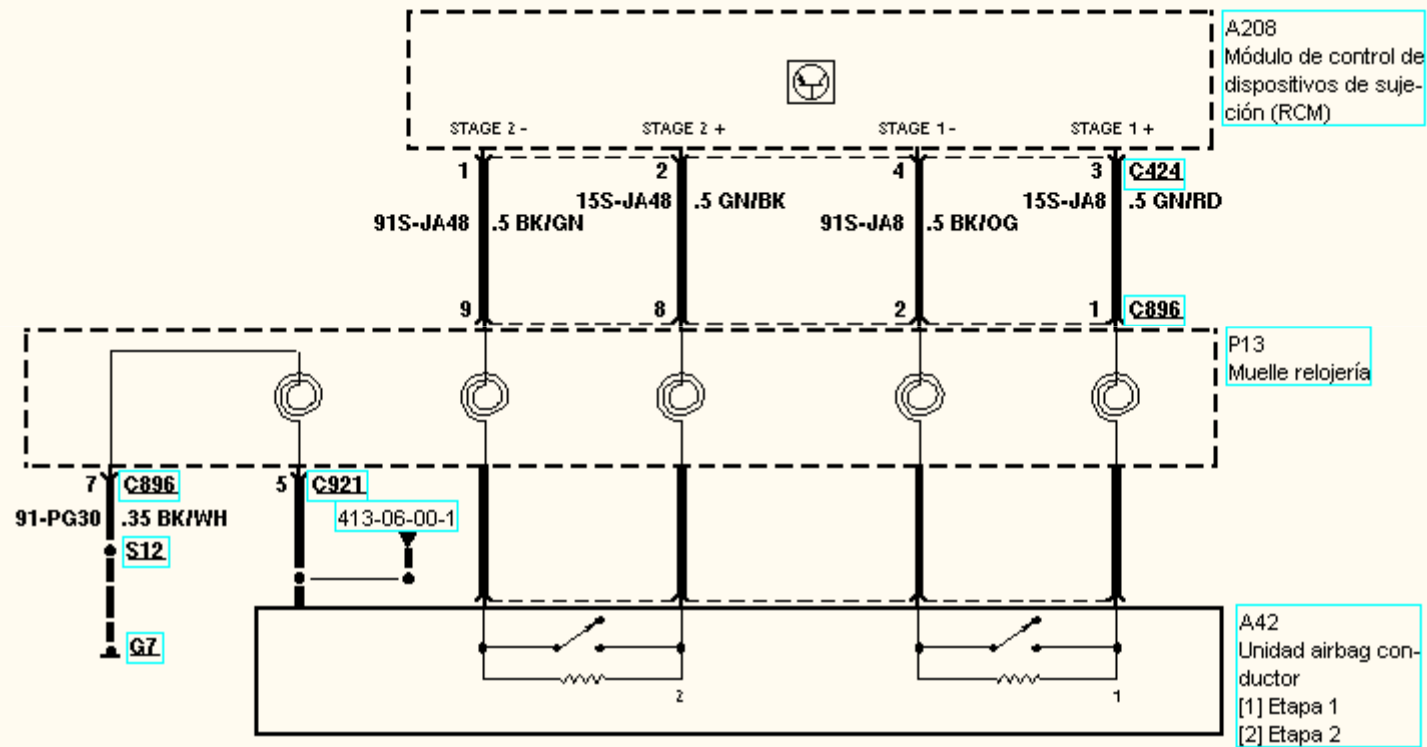 A208
Módulo de control de
dispositivos de suje-
ción (RCM)
STAGE 2 - STAGE 2 + STAGE 1 - STAGE 1 +
1 2 4 3 C424
91S-JA48 .5 BK/GN 15S-JA48 .5 GN/BK 91S-JA8 .5 BK/OG 15S-JA8 .5 GN/RD
9 8 2 1 C896
P13
Muelle relojería
7 C896 5 C921
91-PG30 .35 BK/WH 413-06-00-1
S12
G7
A42
Unidad airbag con-
ductor
[1] Etapa 1
[2] Etapa 2
2 1